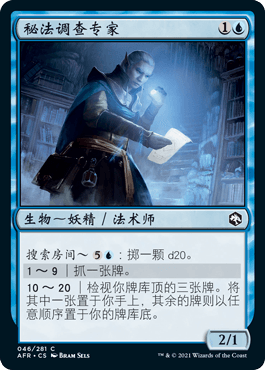 秘法调查专家 1
生物～妖精 / 法术师
搜索房间～5：掷一颗 d20。
1～9｜抓一张牌。
10～20｜检视你牌库顶的三张牌。将
其中一张置于你手上，其余的牌则以任
意顺序置于你的牌库底。
2/1
046/281 C
AFR • CS BRAM SELS
™ & © 2021 Wizards of the Coast